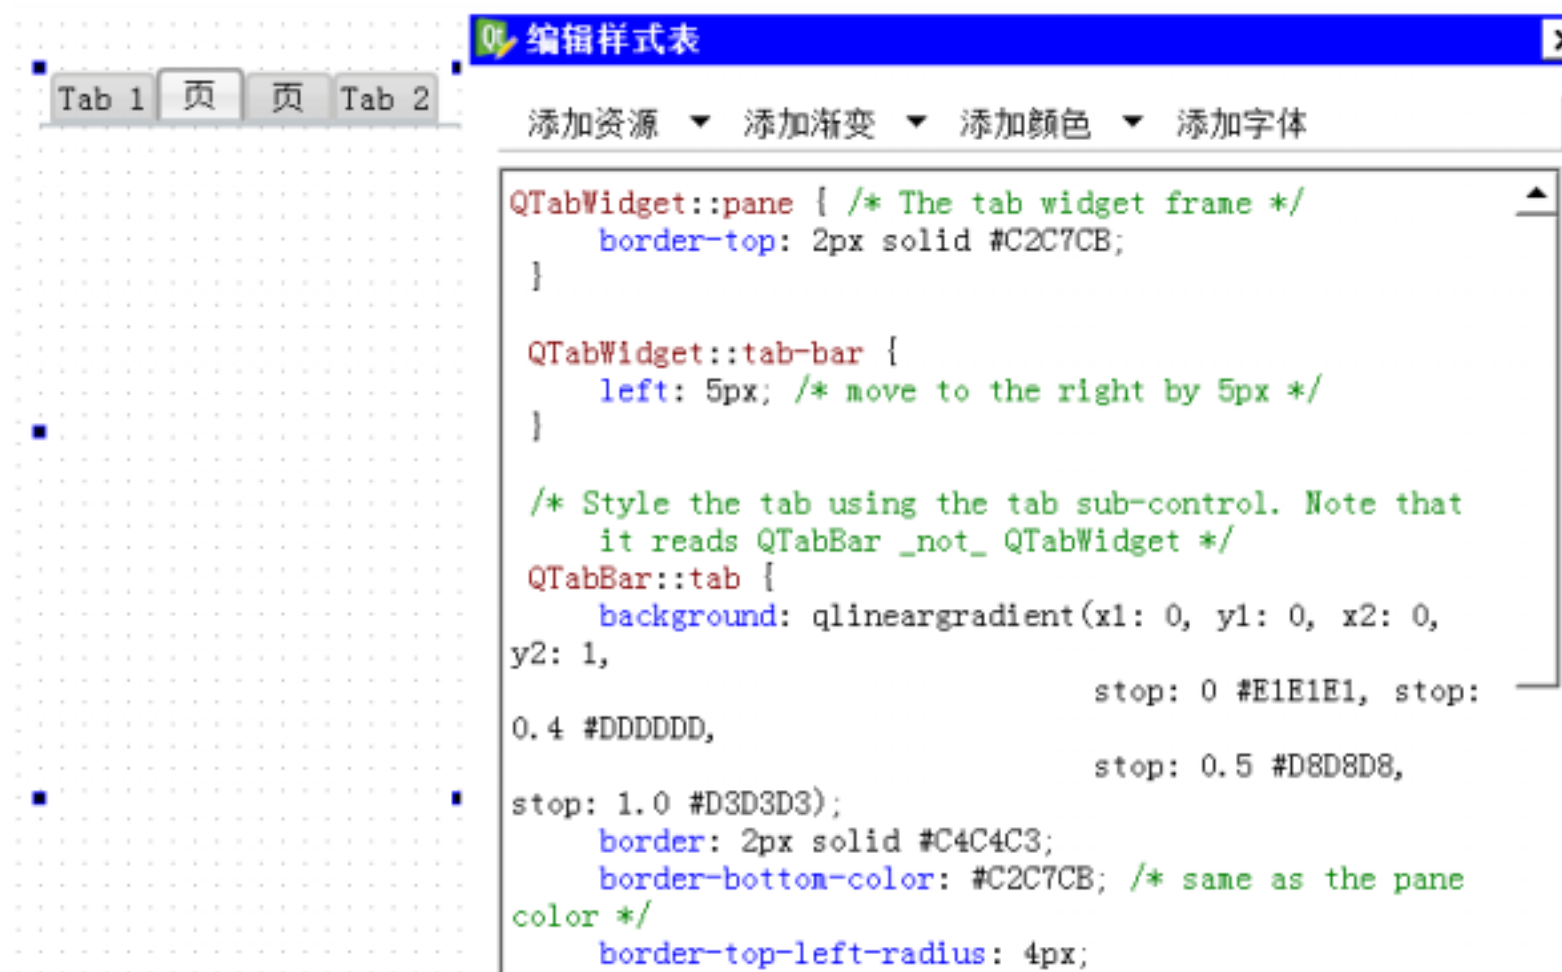 Tab 1 页 页 Tab 2
Qt 编辑样式表
添加资源 添加渐变 添加颜色 添加字体
QTabWidget::pane { /* The tab widget frame */
border-top: 2px solid #C2C7CB;
}
QTabWidget::tab-bar {
left: 5px; /* move to the right by 5px */
}
/* Style the tab using the tab sub-control. Note that
it reads QTabBar _not_ QTabWidget */
QTabBar::tab {
background: qlineargradient(x1: 0, y1: 0, x2: 0,
y2: 1,
stop: 0 #E1E1E1, stop:
0.4 #DDDDDD,
stop: 0.5 #D8D8D8,
stop: 1.0 #D3D3D3);
border: 2px solid #C4C4C3;
border-bottom-color: #C2C7CB; /* same as the pane
color */
border-top-left-radius: 4px;